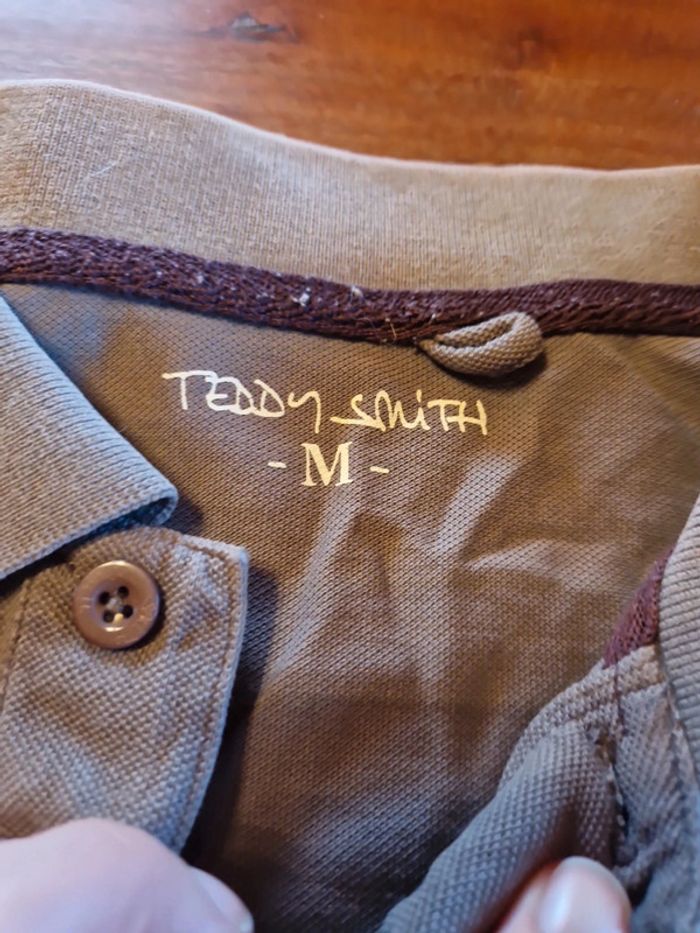 TEDDY SMiTH
- M -